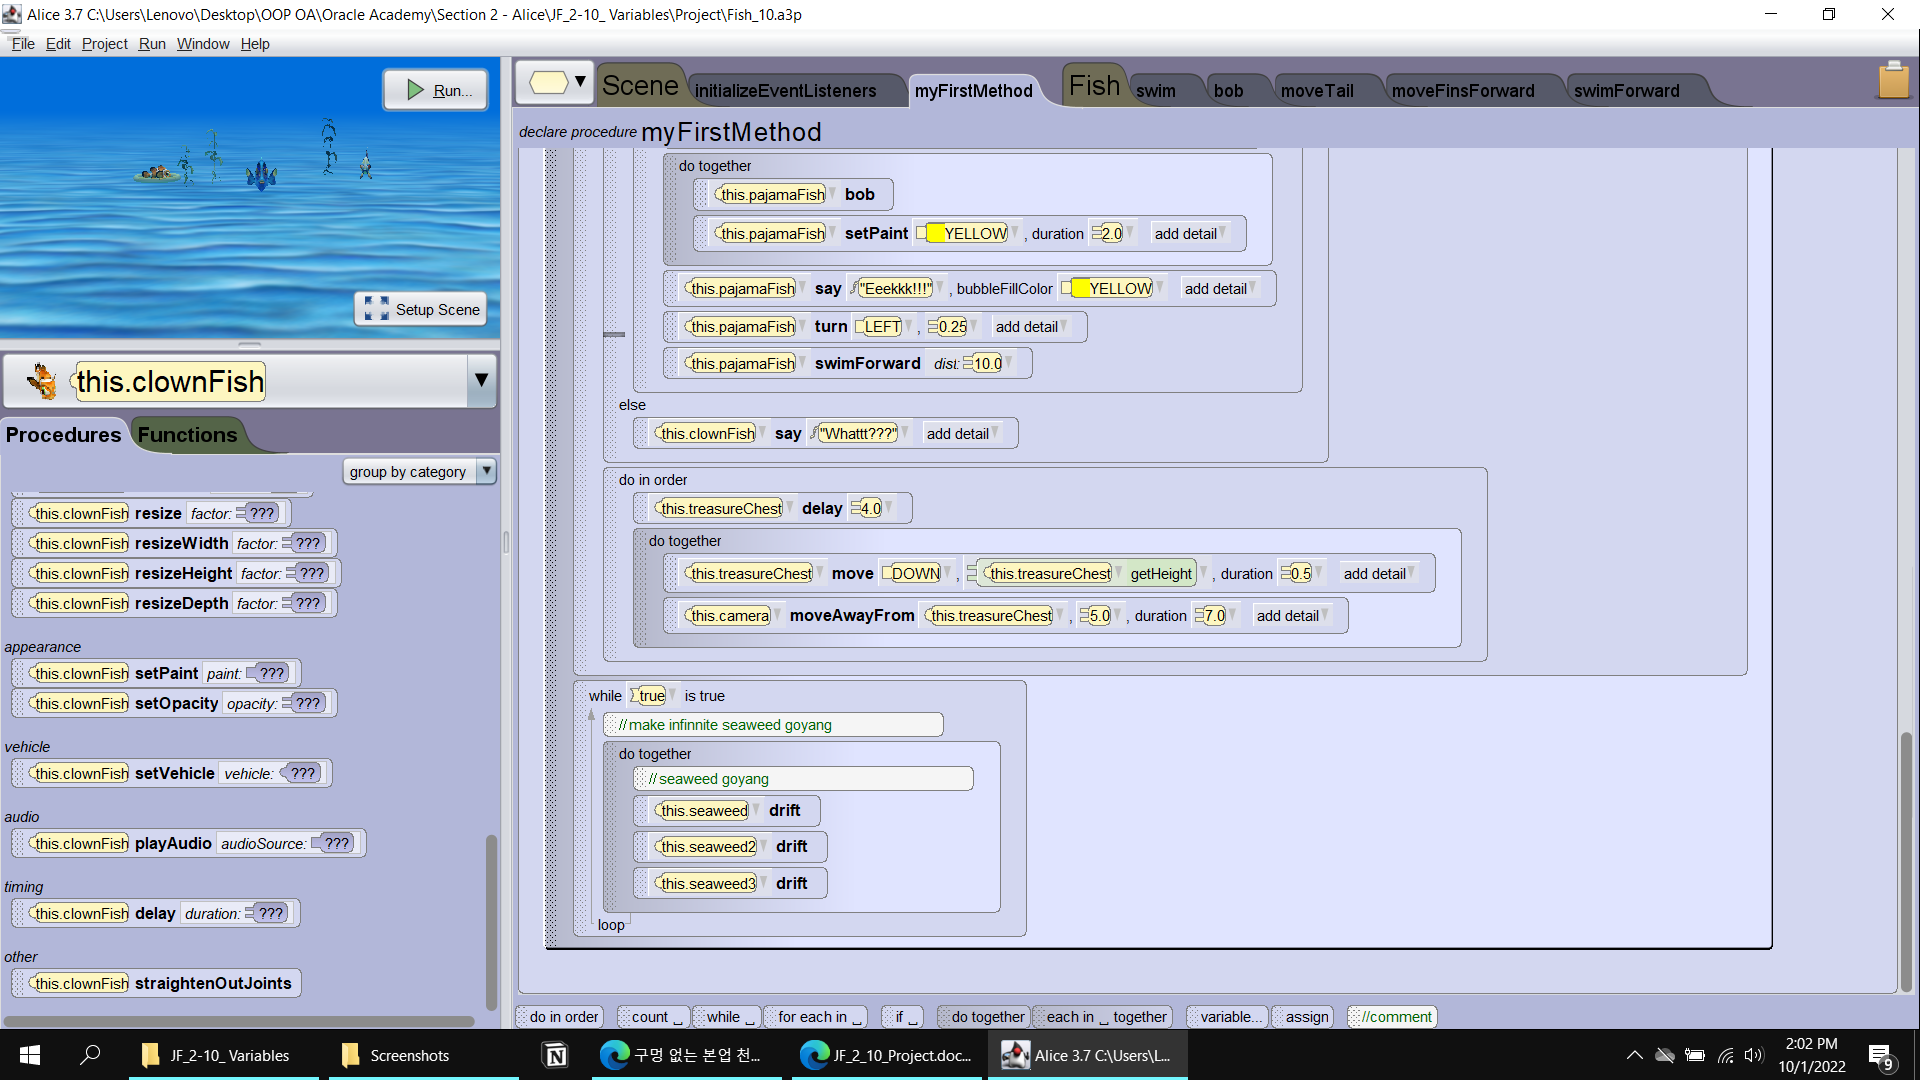 Alice 3.7 C:\Users\Lenovo\Desktop\OOP OA\Oracle Academy\Section 2 - Alice\JF_2-10_ Variables\Project\Fish_10.a3p
File Edit Project Run Window Help
Run...
Setup Scene
this.clownFish
Procedures Functions
group by category
this.clownFish resize factor: ???
this.clownFish resizeWidth factor: ???
this.clownFish resizeHeight factor: ???
this.clownFish resizeDepth factor: ???
appearance
this.clownFish setPaint paint: ???
this.clownFish setOpacity opacity: ???
vehicle
this.clownFish setVehicle vehicle: ???
audio
this.clownFish playAudio audioSource: ???
timing
this.clownFish delay duration: ???
other
this.clownFish straightenOutJoints
Scene initializeEventListeners myFirstMethod Fish swim bob moveTail moveFinsForward swimForward
declare procedure myFirstMethod
do together
this.pajamaFish bob
this.pajamaFish setPaint YELLOW , duration 2.0 add detail
this.pajamaFish say "Eeekkk!!!" , bubbleFillColor YELLOW add detail
this.pajamaFish turn LEFT , 0.25 add detail
this.pajamaFish swimForward dist: 10.0
else
this.clownFish say "Whattt???" add detail
do in order
this.treasureChest delay 4.0
do together
this.treasureChest move DOWN , this.treasureChest getHeight , duration 0.5 add detail
this.camera moveAwayFrom this.treasureChest , 5.0 , duration 7.0 add detail
while true is true
//make infinnite seaweed goyang
do together
//seaweed goyang
this.seaweed drift
this.seaweed2 drift
this.seaweed3 drift
loop
do in order count _ while _ for each in _ if _ do together each in _ together variable... assign //comment
JF_2-10_ Variables Screenshots 구멍 없는 본업 천... JF_2_10_Project.doc... Alice 3.7 C:\Users\L...
2:02 PM
10/1/2022
9